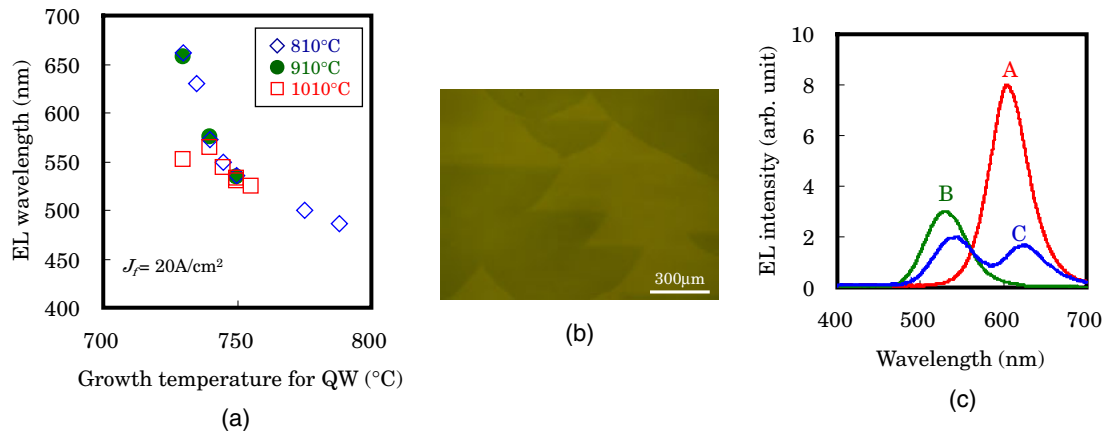 700
650
600
550
500
450
400
700
750
800
EL wavelength (nm)
Growth temperature for QW (°C)
810°C
910°C
1010°C
J_f= 20A/cm²
(a)
300μm
(b)
10
8
6
4
2
0
400
500
600
700
EL intensity (arb. unit)
Wavelength (nm)
A
B
C
(c)